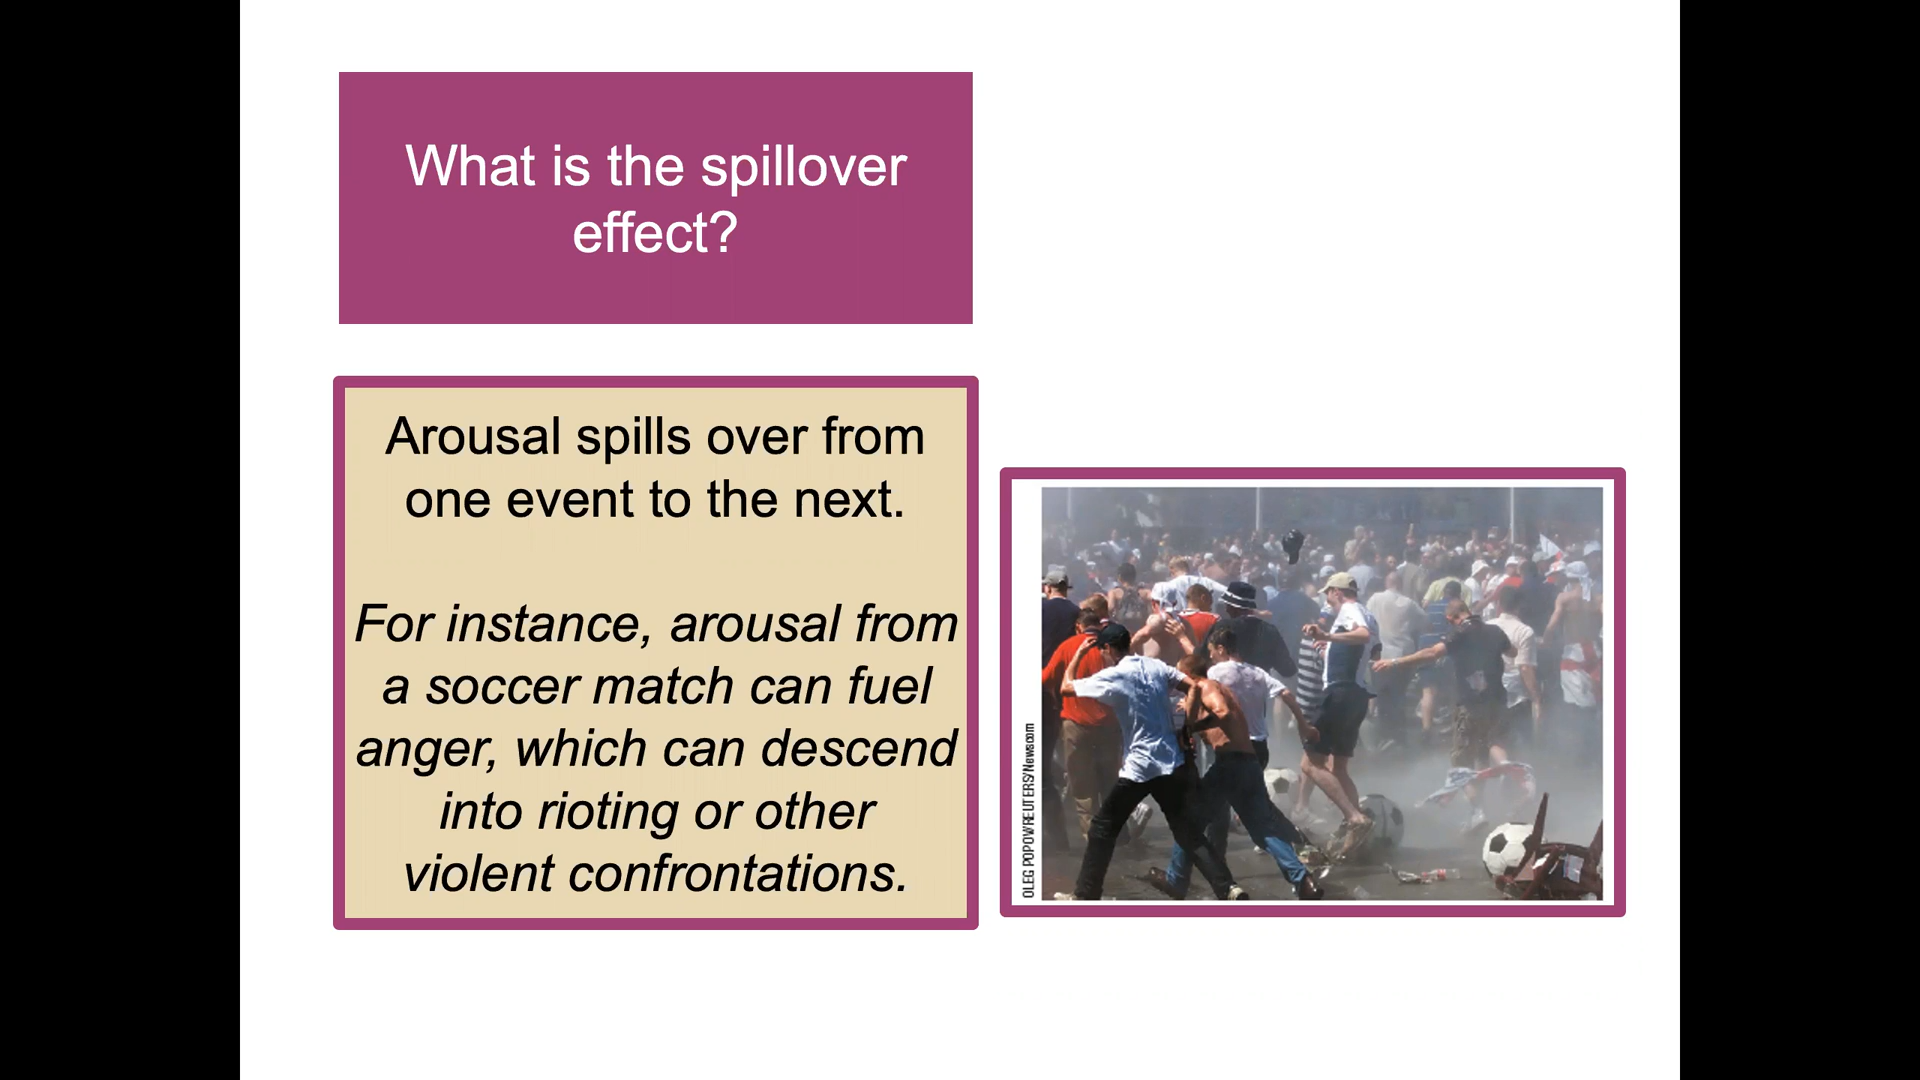 What is the spillover
effect?
Arousal spills over from
one event to the next.
For instance, arousal from
a soccer match can fuel
anger, which can descend
into rioting or other
violent confrontations.
OLEG POPOV/REUTERS/Newscom